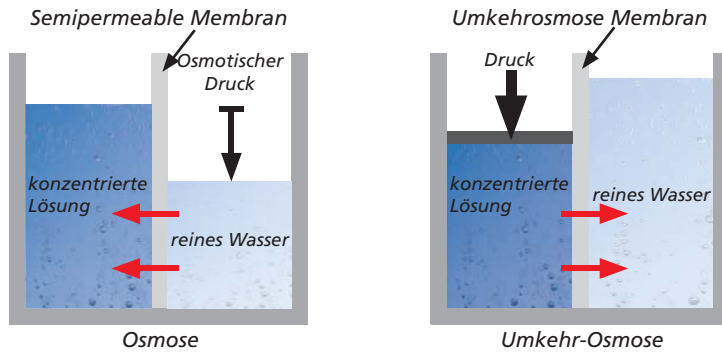 Semipermeable Membran
Osmotischer
Druck
konzentrierte
Lösung
reines Wasser
Osmose
Umkehrosmose Membran
Druck
konzentrierte
Lösung
reines Wasser
Umkehr-Osmose